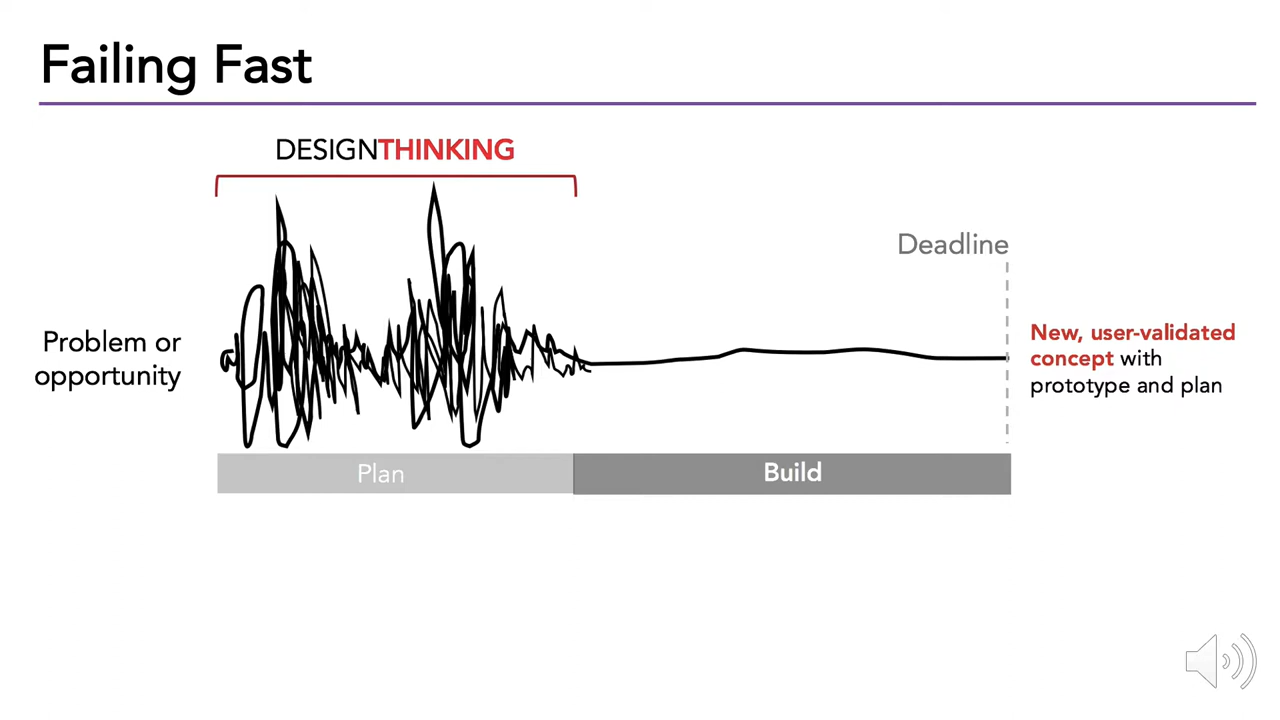 Failing Fast
DESIGNTHINKING
Deadline
Problem or
opportunity
New, user-validated
concept with
prototype and plan
Plan
Build